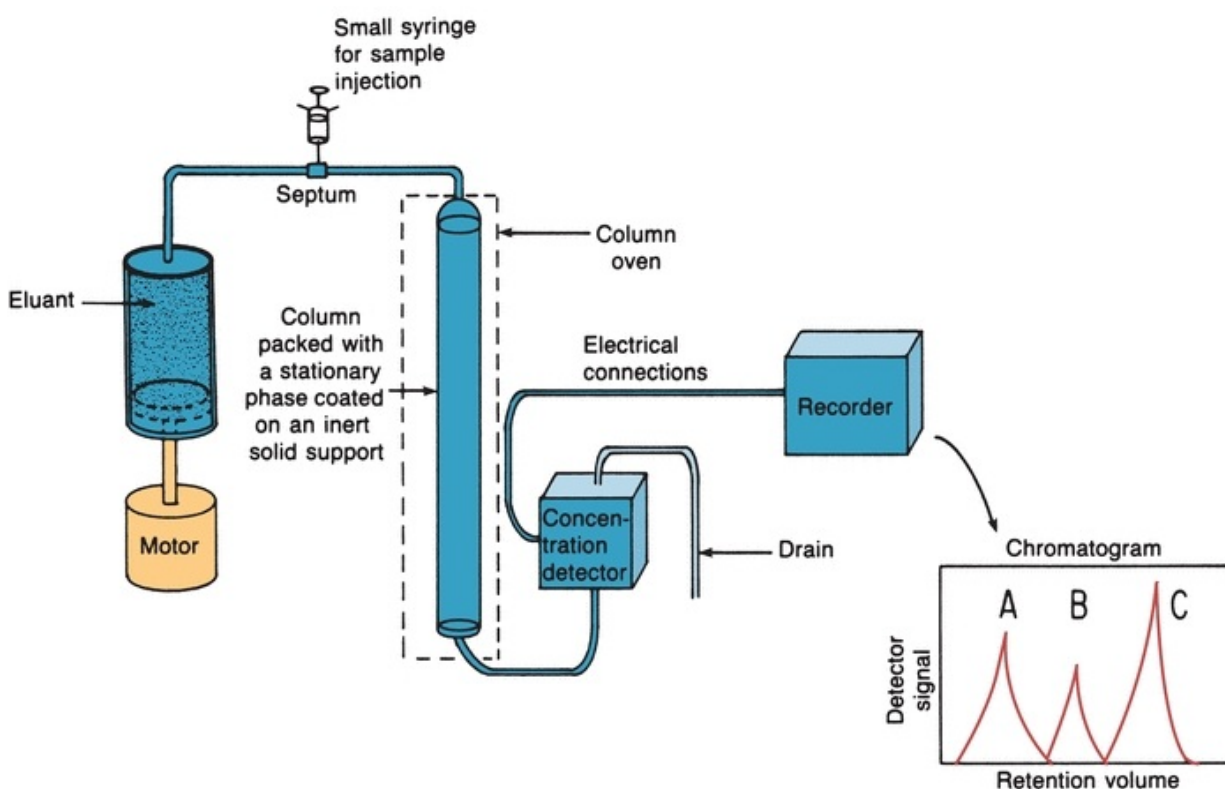 Small syringe
for sample
injection
Septum
Eluant
Motor
Column
oven
Column
packed with
a stationary
phase coated
on an inert
solid support
Electrical
connections
Recorder
Concen-
tration
detector
Drain
Chromatogram
A B C
Detector
signal
Retention volume